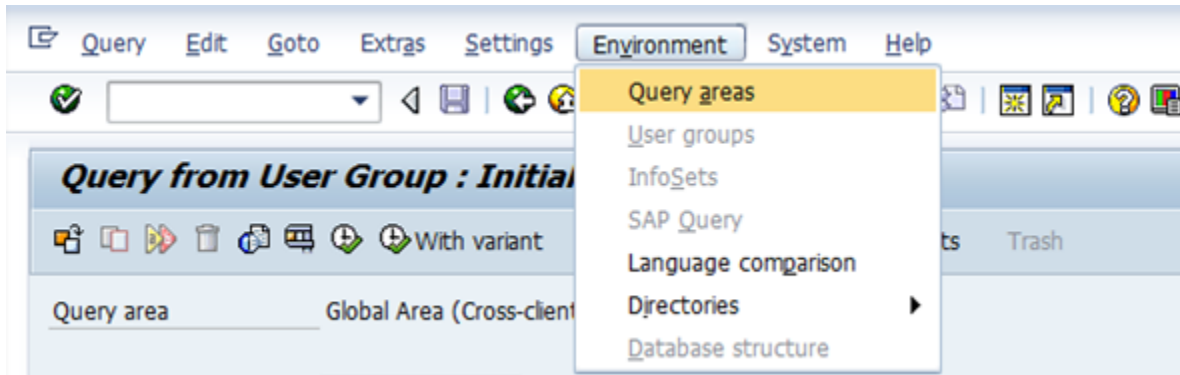 Query Edit Goto Extras Settings Environment System Help
Query areas
User groups
Query from User Group : Initial
InfoSets
SAP Query
With variant ts Trash
Language comparison
Query area Global Area (Cross-client
Directories
Database structure